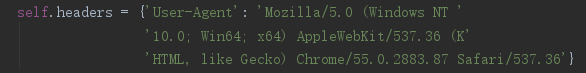 self.headers = {'User-Agent': 'Mozilla/5.0 (Windows NT '
'10.0; Win64; x64) AppleWebKit/537.36 (K'
'HTML, like Gecko) Chrome/55.0.2883.87 Safari/537.36'}